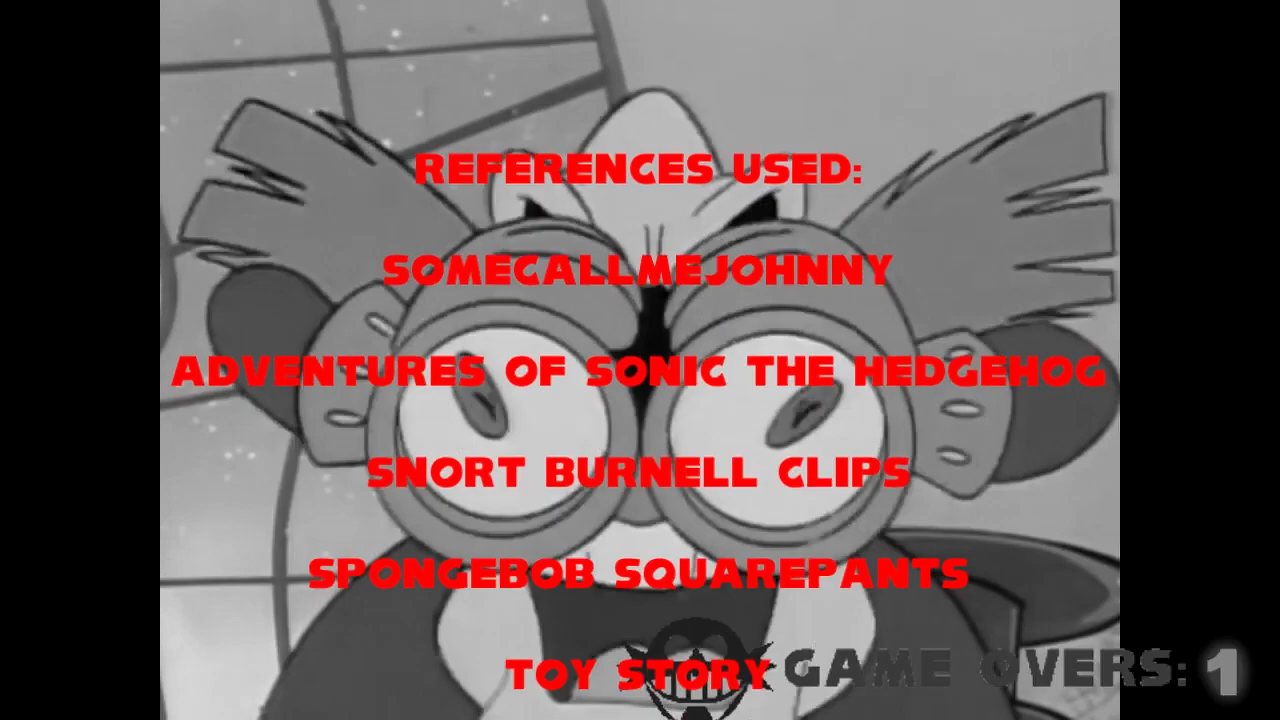 REFERENCES USED:
SOMECALLMEJOHNNY
ADVENTURES OF SONIC THE HEDGEHOG
SNORT BURNELL CLIPS
SPONGEBOB SQUAREPANTS
TOY STORY
GAME OVERS: 1